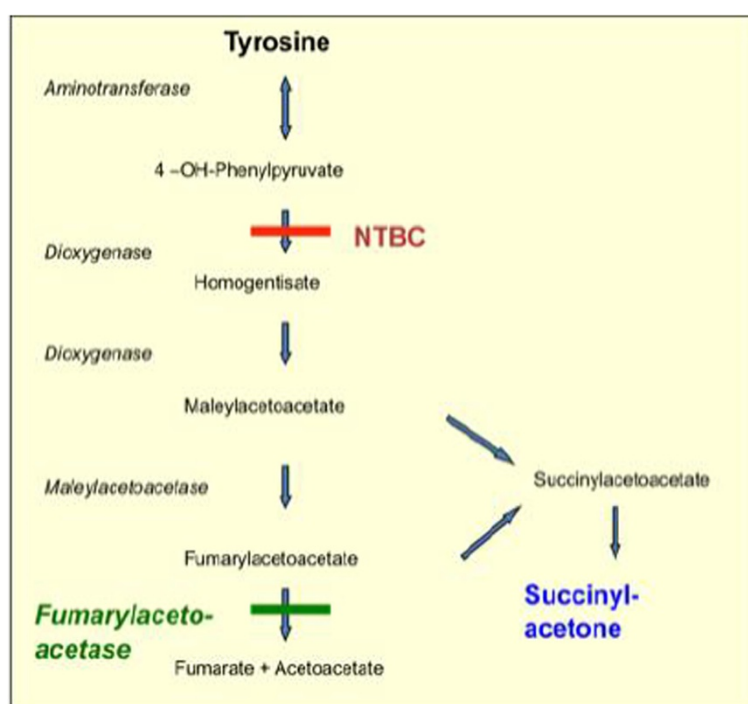 Tyrosine
Aminotransferase
4 –OH-Phenylpyruvate
NTBC
Dioxygenase
Homogentisate
Dioxygenase
Maleylacetoacetate
Succinylacetoacetate
Maleylacetoacetase
Fumarylacetoacetate
Succinyl-
acetone
Fumarylaceto-
acetase
Fumarate + Acetoacetate